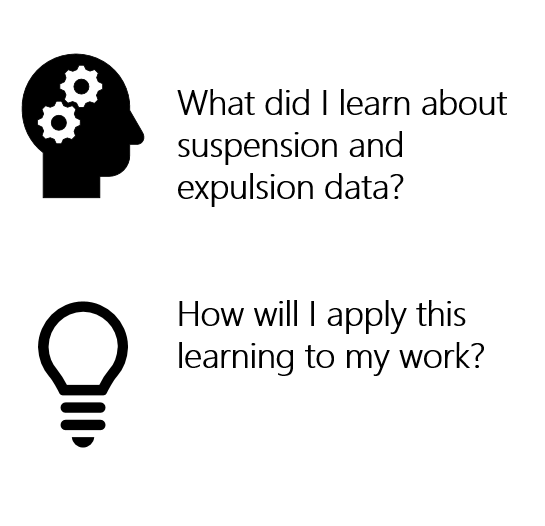 What did I learn about
suspension and
expulsion data?
How will I apply this
learning to my work?